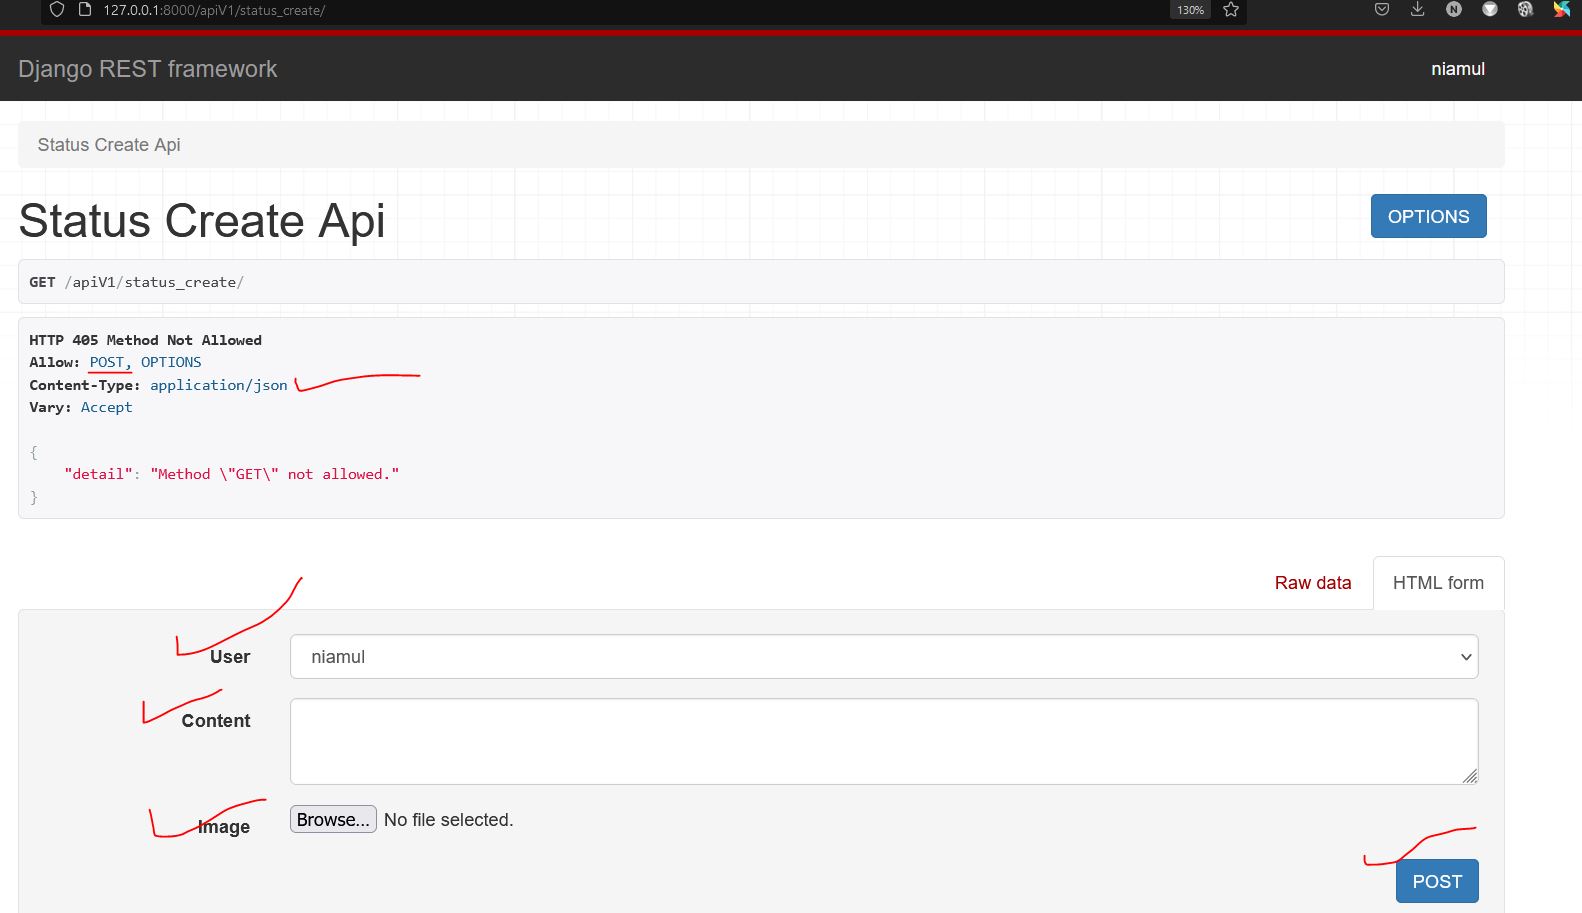 127.0.0.1:8000/apiV1/status_create/
130%
N
Django REST framework
niamul
Status Create Api
Status Create Api
OPTIONS
GET /apiV1/status_create/
HTTP 405 Method Not Allowed
Allow: POST, OPTIONS
Content-Type: application/json
Vary: Accept
{
"detail": "Method \"GET\" not allowed."
}
Raw data
HTML form
User
niamul
Content
Image
Browse...
No file selected.
POST